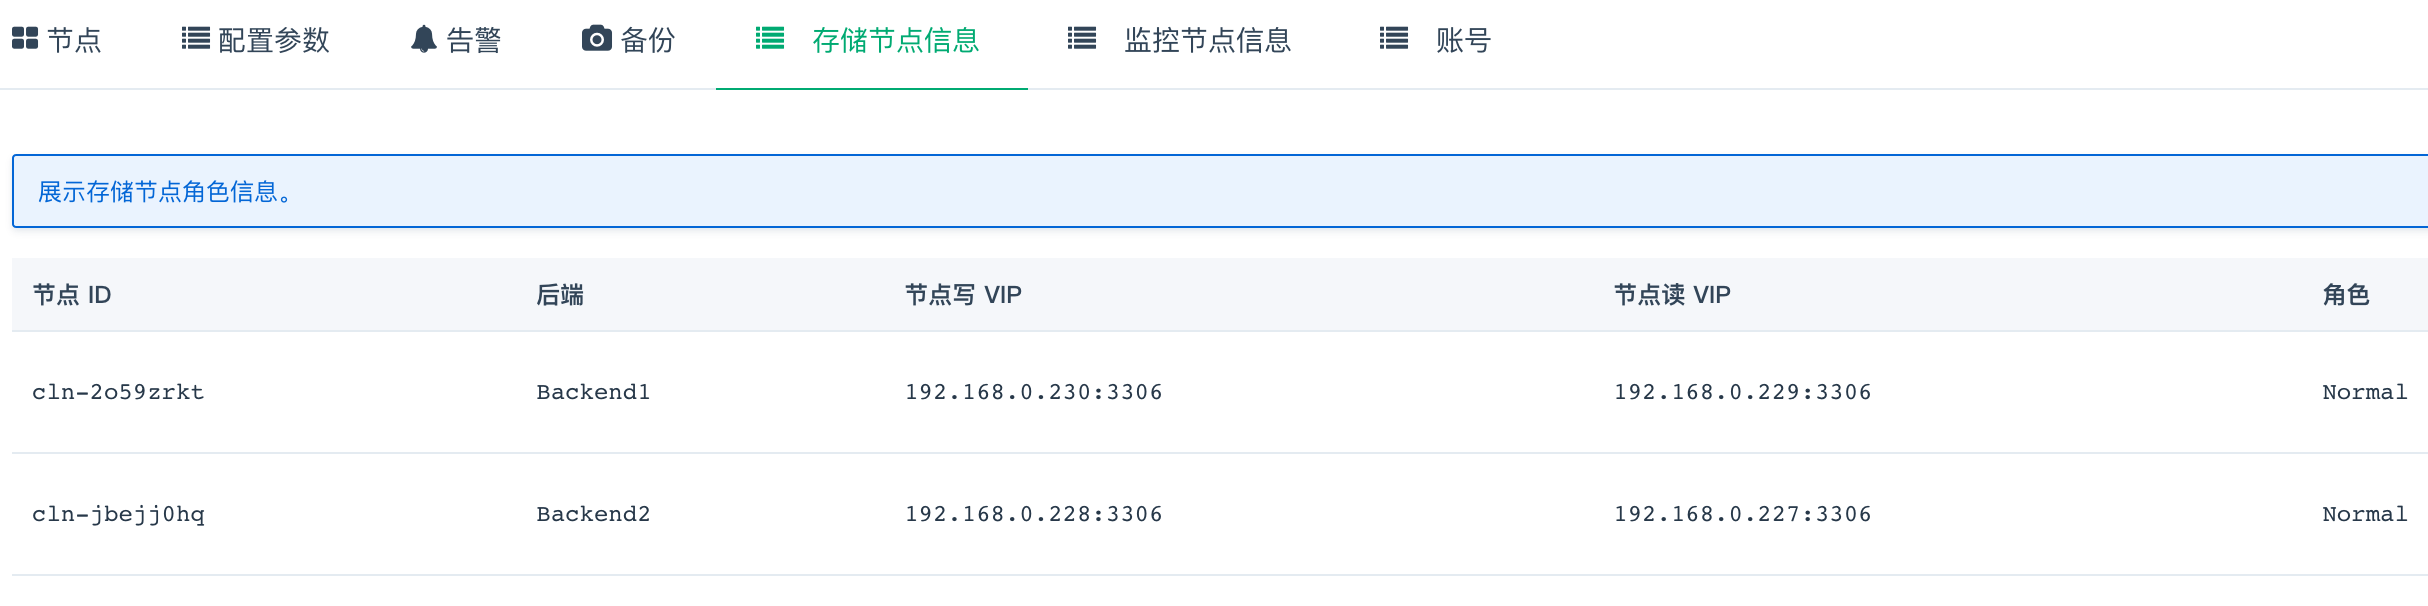 节点 配置参数 告警 备份 存储节点信息 监控节点信息 账号
展示存储节点角色信息。
节点 ID 后端 节点写 VIP 节点读 VIP 角色
cln-2o59zrkt Backend1 192.168.0.230:3306 192.168.0.229:3306 Normal
cln-jbejj0hq Backend2 192.168.0.228:3306 192.168.0.227:3306 Normal